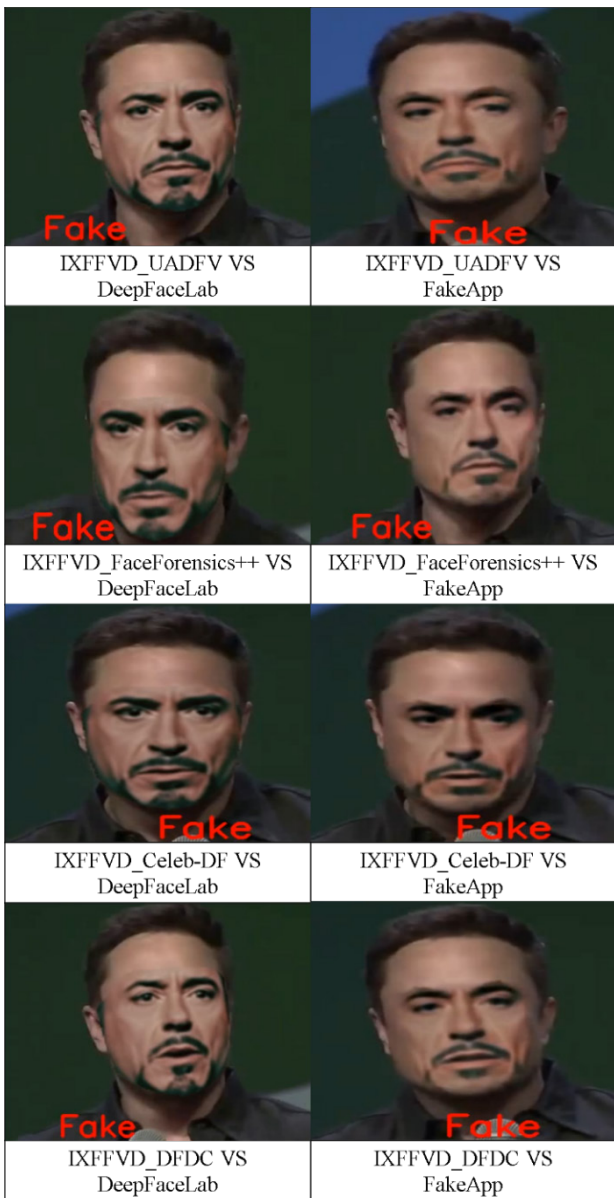 Fake
Fake
IXFFVD_UADFV VS
DeepFaceLab
IXFFVD_UADFV VS
FakeApp
Fake
Fake
IXFFVD_FaceForensics++ VS
DeepFaceLab
IXFFVD_FaceForensics++ VS
FakeApp
Fake
Fake
IXFFVD_Celeb-DF VS
DeepFaceLab
IXFFVD_Celeb-DF VS
FakeApp
Fake
Fake
IXFFVD_DFDC VS
DeepFaceLab
IXFFVD_DFDC VS
FakeApp